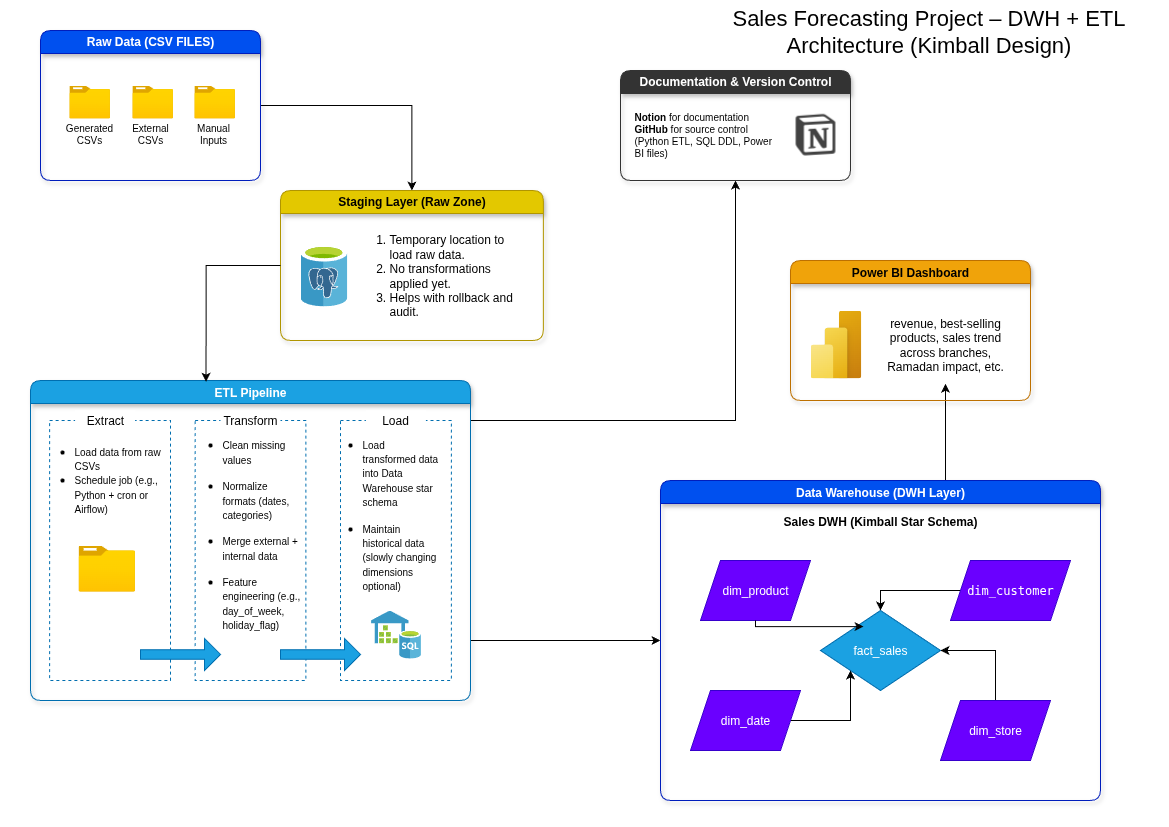 Sales Forecasting Project – DWH + ETL
Architecture (Kimball Design)
Raw Data (CSV FILES)
Generated
CSVs
External
CSVs
Manual
Inputs
Documentation & Version Control
Notion for documentation
GitHub for source control
(Python ETL, SQL DDL, Power
BI files)
N
Staging Layer (Raw Zone)
1. Temporary location to
load raw data.
2. No transformations
applied yet.
3. Helps with rollback and
audit.
Power BI Dashboard
revenue, best-selling
products, sales trend
across branches,
Ramadan impact, etc.
ETL Pipeline
Extract
• Load data from raw
CSVs
• Schedule job (e.g.,
Python + cron or
Airflow)
Transform
• Clean missing
values
• Normalize
formats (dates,
categories)
• Merge external +
internal data
• Feature
engineering (e.g.,
day_of_week,
holiday_flag)
Load
• Load
transformed data
into Data
Warehouse star
schema
• Maintain
historical data
(slowly changing
dimensions
optional)
SQL
Data Warehouse (DWH Layer)
Sales DWH (Kimball Star Schema)
dim_product
dim_customer
fact_sales
dim_date
dim_store